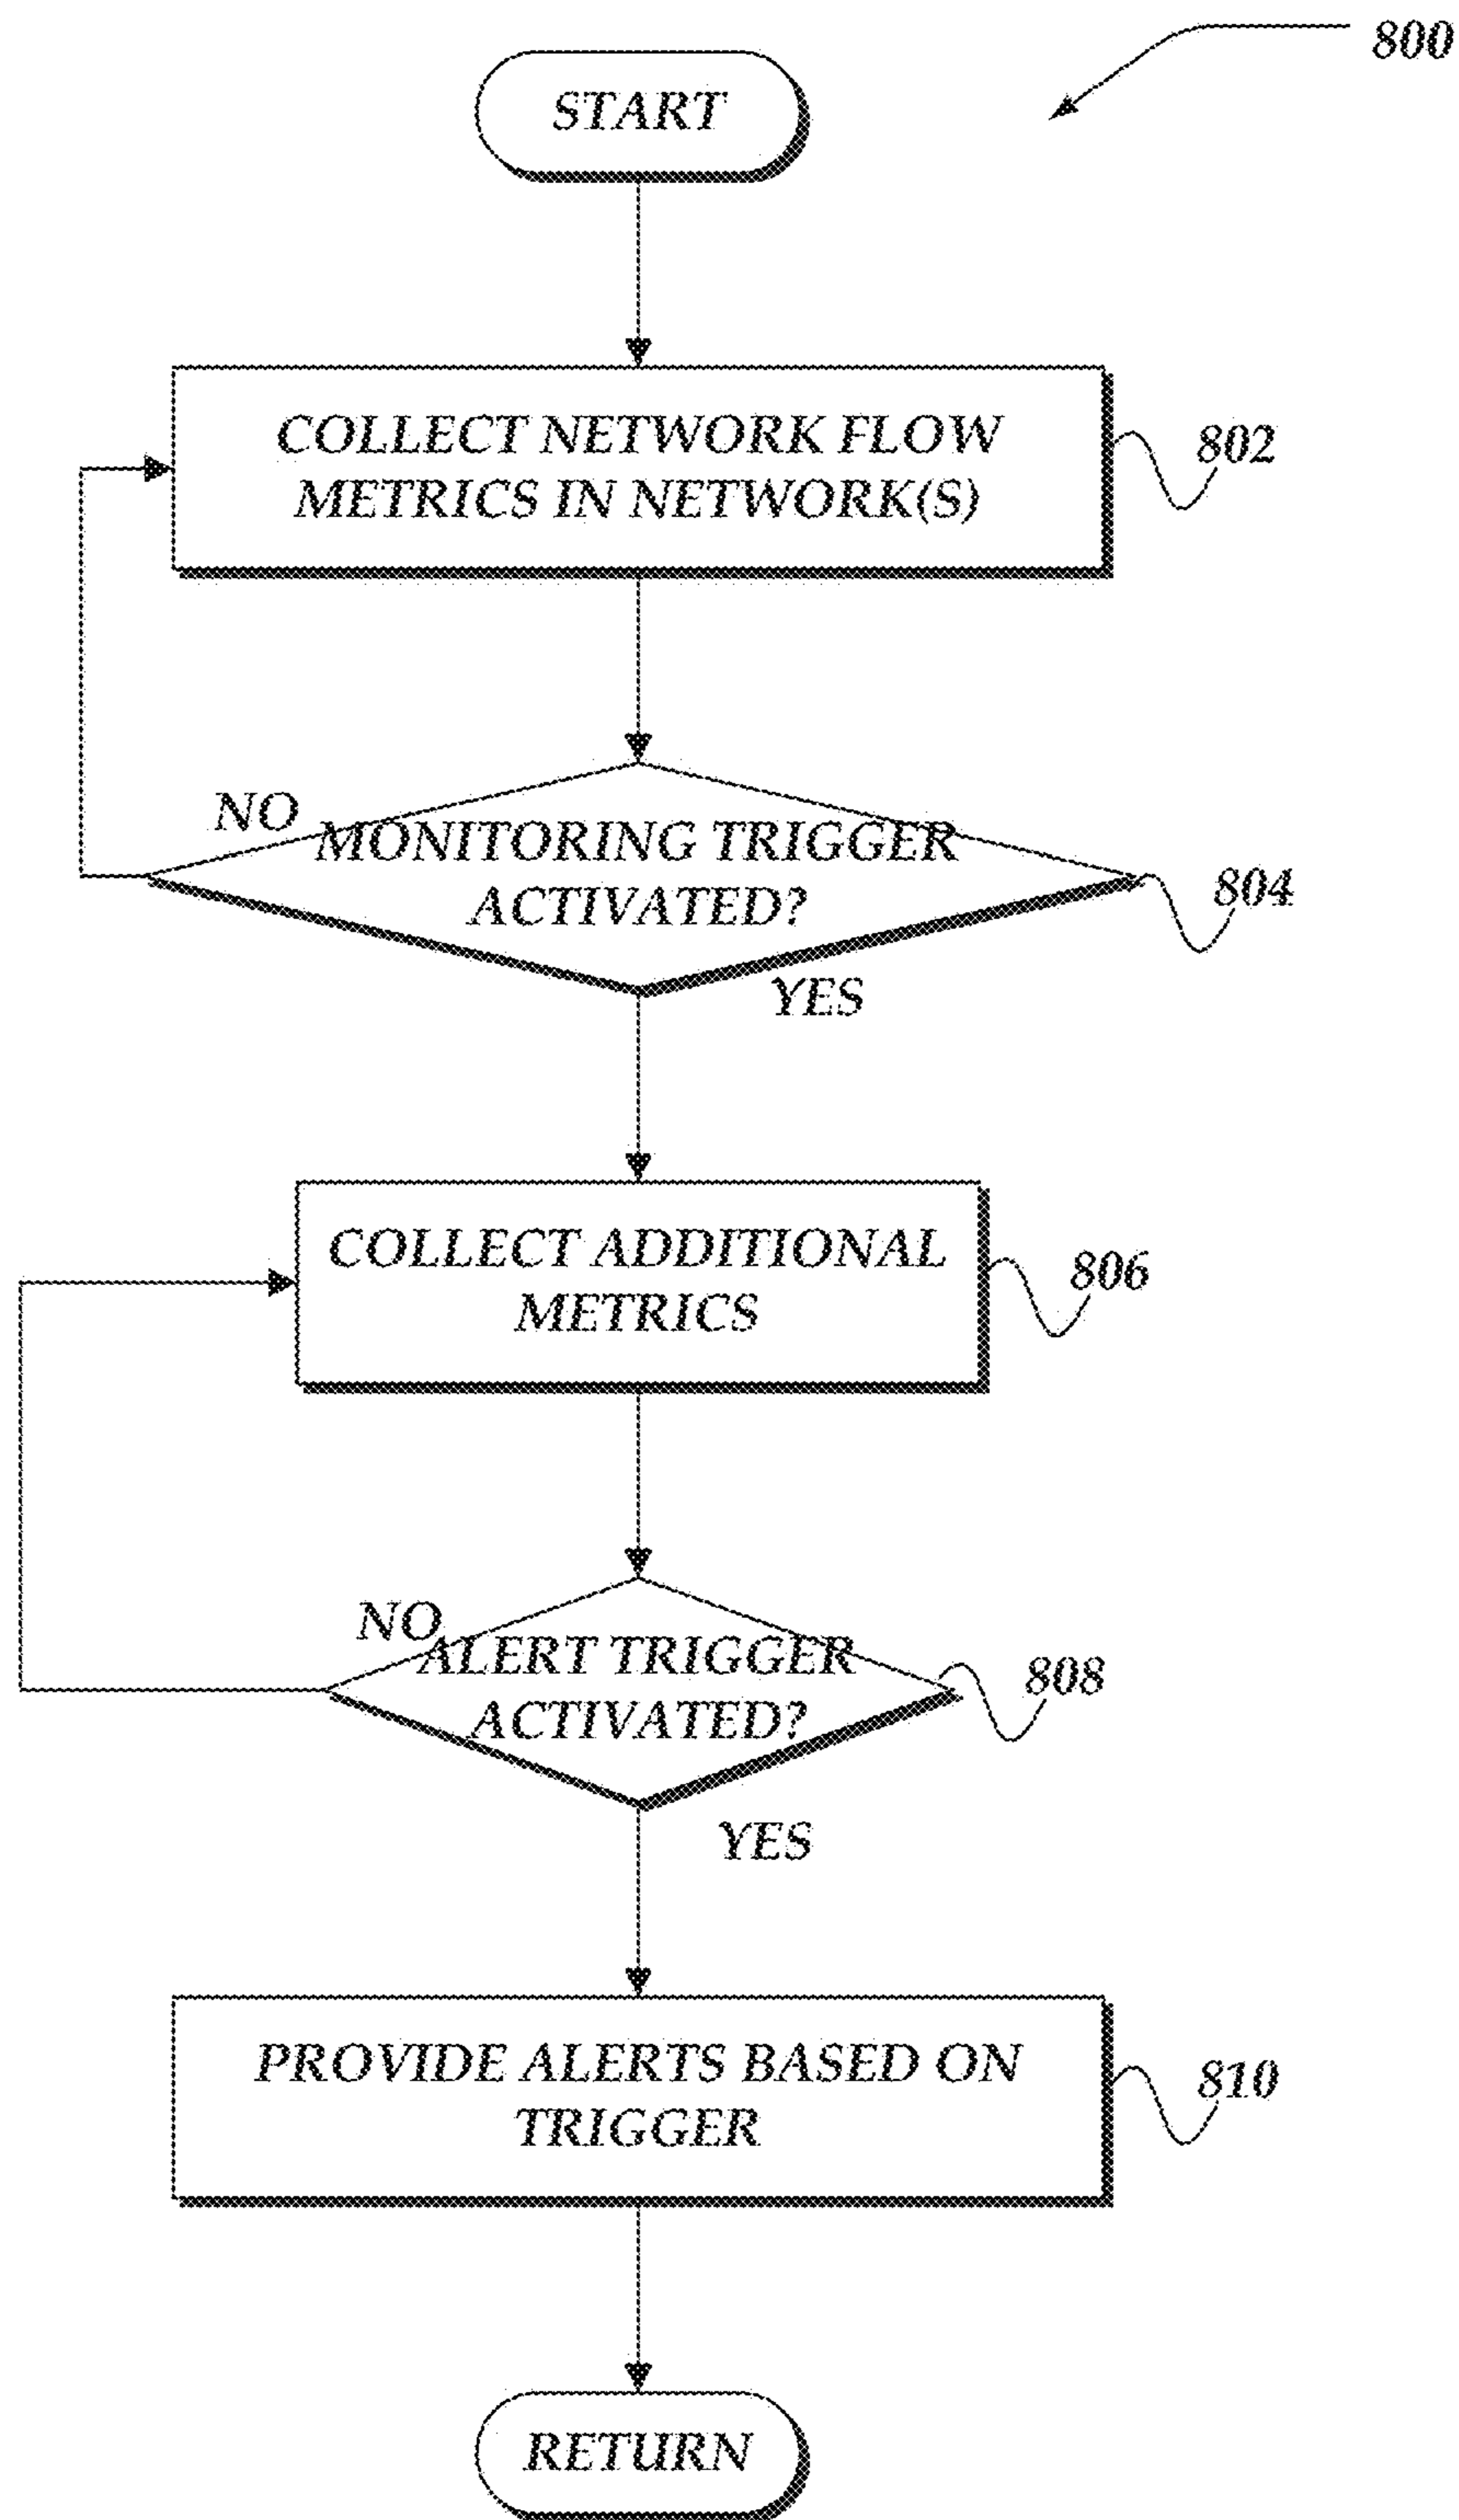 800
START
COLLECT NETWORK FLOW
METRICS IN NETWORK(S)
802
NO
MONITORING TRIGGER
ACTIVATED?
804
YES
COLLECT ADDITIONAL
METRICS
806
NO
ALERT TRIGGER
ACTIVATED?
808
YES
PROVIDE ALERTS BASED ON
TRIGGER
810
RETURN